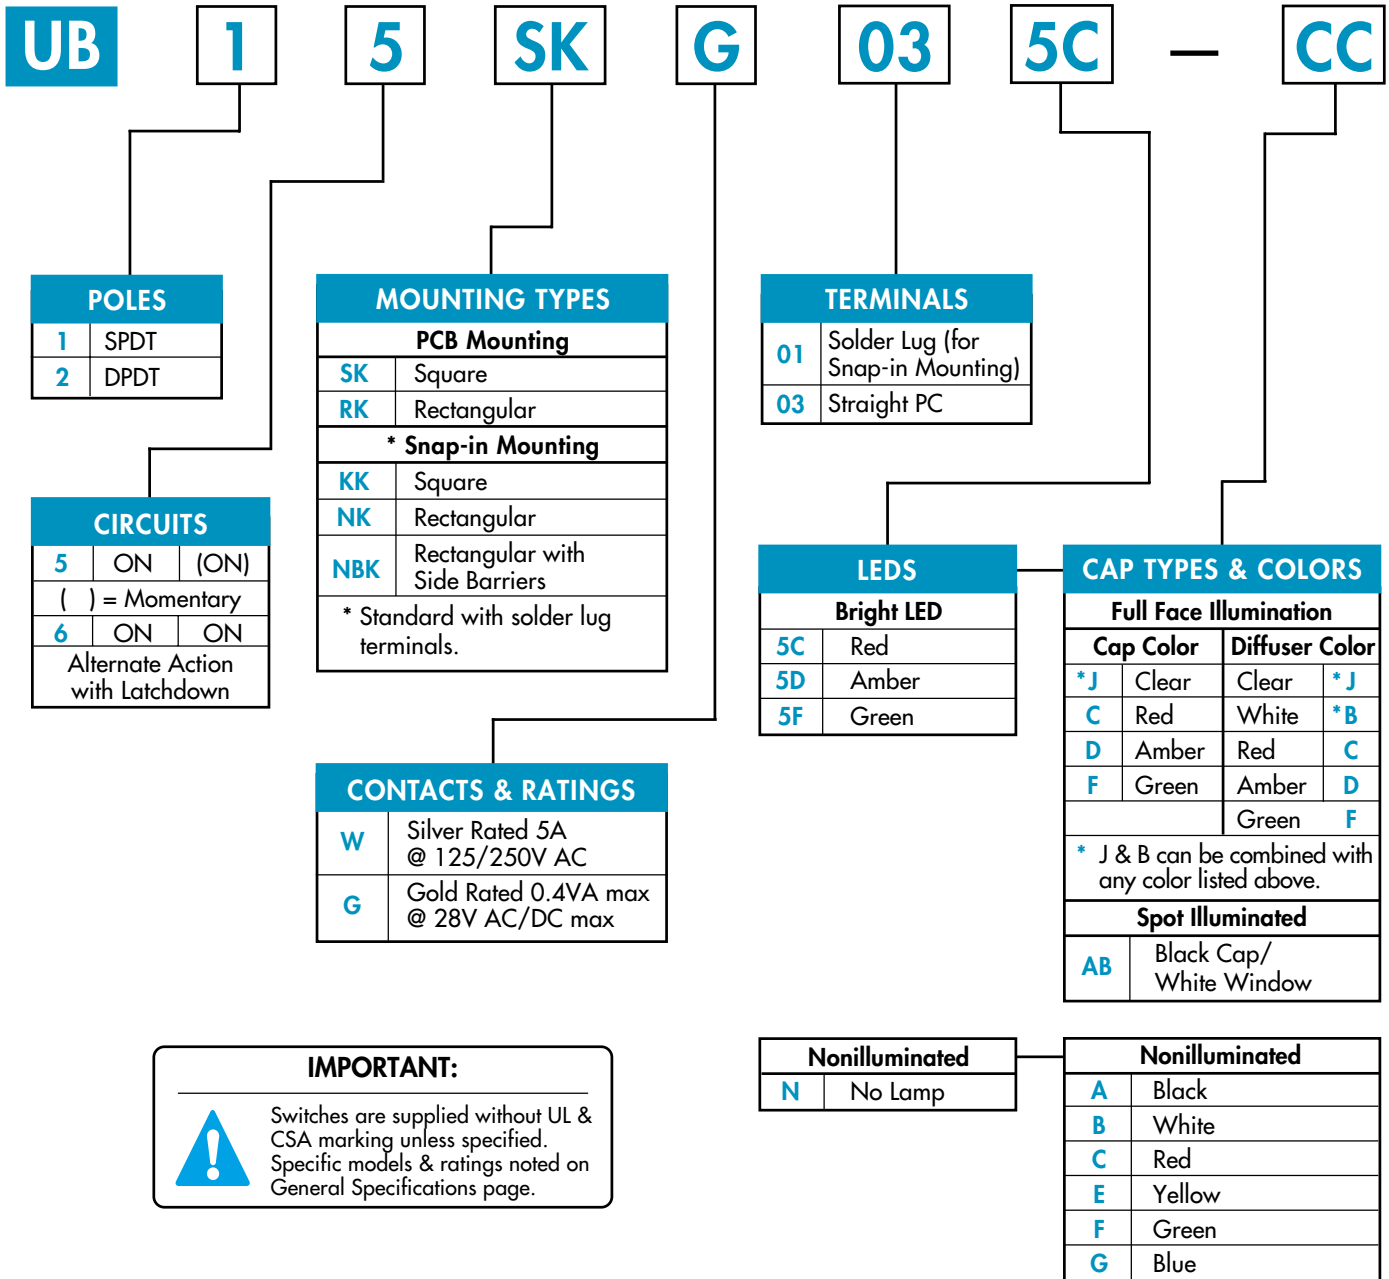 UB 1 5 SK G 03 5C — CC
POLES
1 SPDT
2 DPDT
CIRCUITS
5 ON (ON)
( ) = Momentary
6 ON ON
Alternate Action
with Latchdown
MOUNTING TYPES
PCB Mounting
SK Square
RK Rectangular
* Snap-in Mounting
KK Square
NK Rectangular
NBK Rectangular with
Side Barriers
* Standard with solder lug
terminals.
CONTACTS & RATINGS
W Silver Rated 5A
@ 125/250V AC
G Gold Rated 0.4VA max
@ 28V AC/DC max
TERMINALS
01 Solder Lug (for
Snap-in Mounting)
03 Straight PC
LEDS
Bright LED
5C Red
5D Amber
5F Green
CAP TYPES & COLORS
Full Face Illumination
Cap Color Diffuser Color
* J Clear Clear * J
C Red White * B
D Amber Red C
F Green Amber D
Green F
* J & B can be combined with
any color listed above.
Spot Illuminated
AB Black Cap/
White Window
Nonilluminated
N No Lamp
Nonilluminated
A Black
B White
C Red
E Yellow
F Green
G Blue
IMPORTANT:
Switches are supplied without UL &
CSA marking unless specified.
Specific models & ratings noted on
General Specifications page.